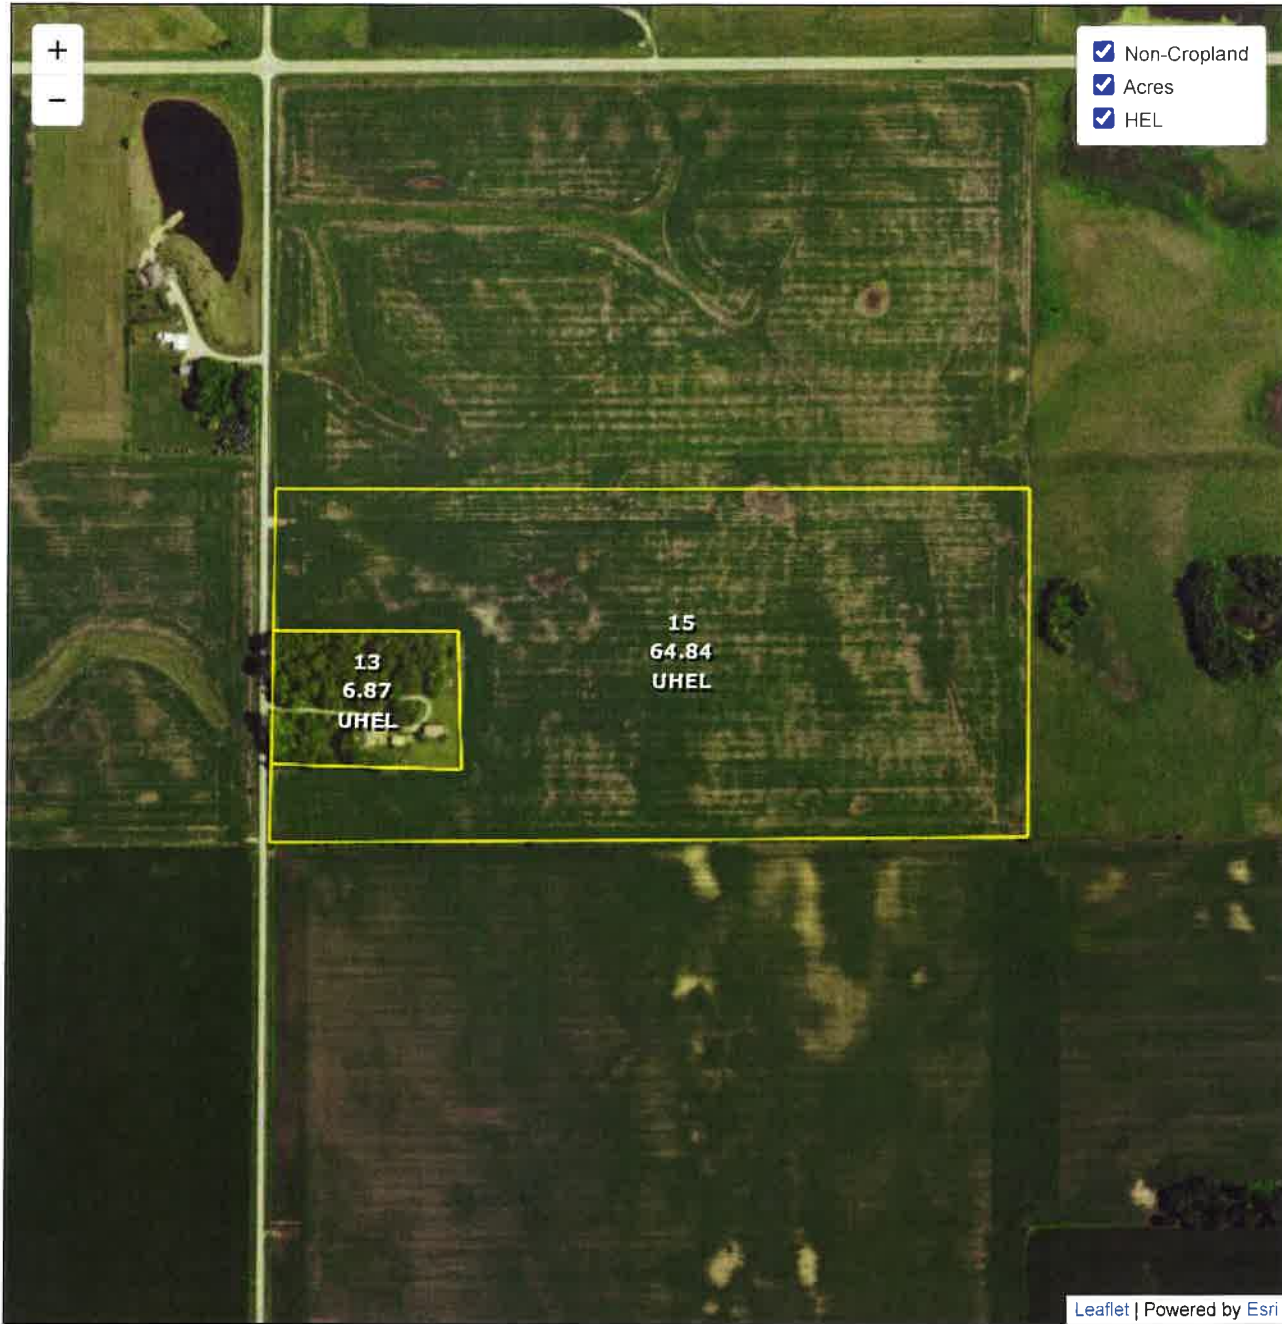 +
−
Non-Cropland
Acres
HEL
15
64.84
UHEL
13
6.87
UHEL
Leaflet | Powered by Esri